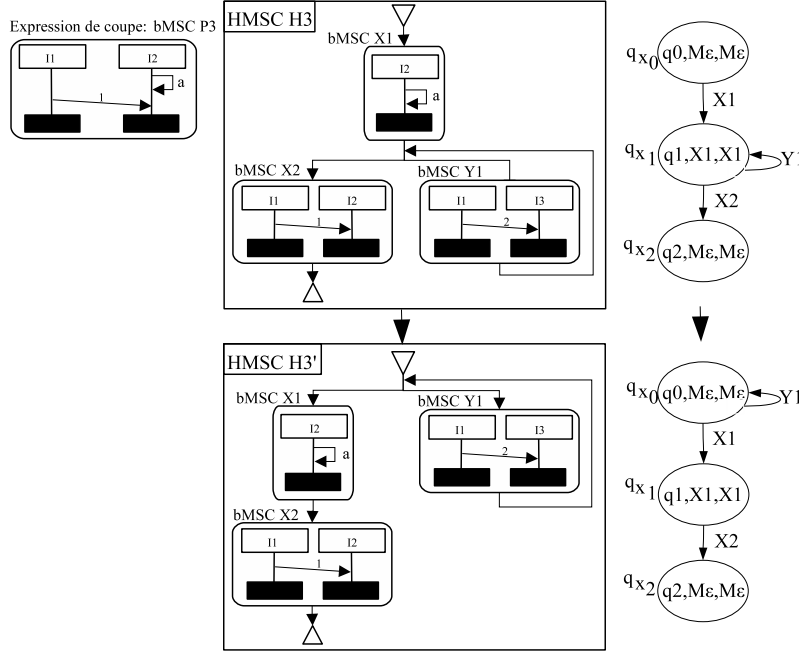 Expression de coupe: bMSC P3
I1
I2
a
1
HMSC H3
bMSC X1
I2
a
bMSC X2
I1
I2
1
bMSC Y1
I1
I3
2
qx0
q0,Mε,Mε
X1
qx1
q1,X1,X1
Y1
X2
qx2
q2,Mε,Mε
HMSC H3'
bMSC X1
I2
a
bMSC Y1
I1
I3
2
bMSC X2
I1
I2
1
qx0
q0,Mε,Mε
Y1
X1
qx1
q1,X1,X1
X2
qx2
q2,Mε,Mε